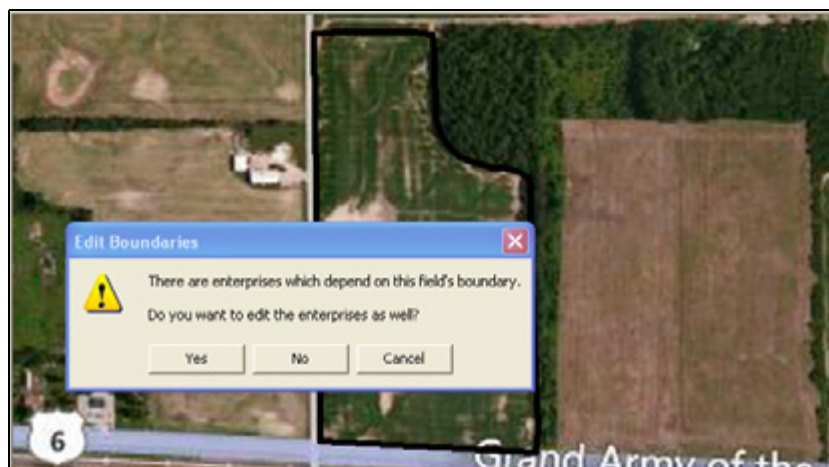 Edit Boundaries
There are enterprises which depend on this field's boundary.
Do you want to edit the enterprises as well?
Yes No Cancel
6
Grand Army of the